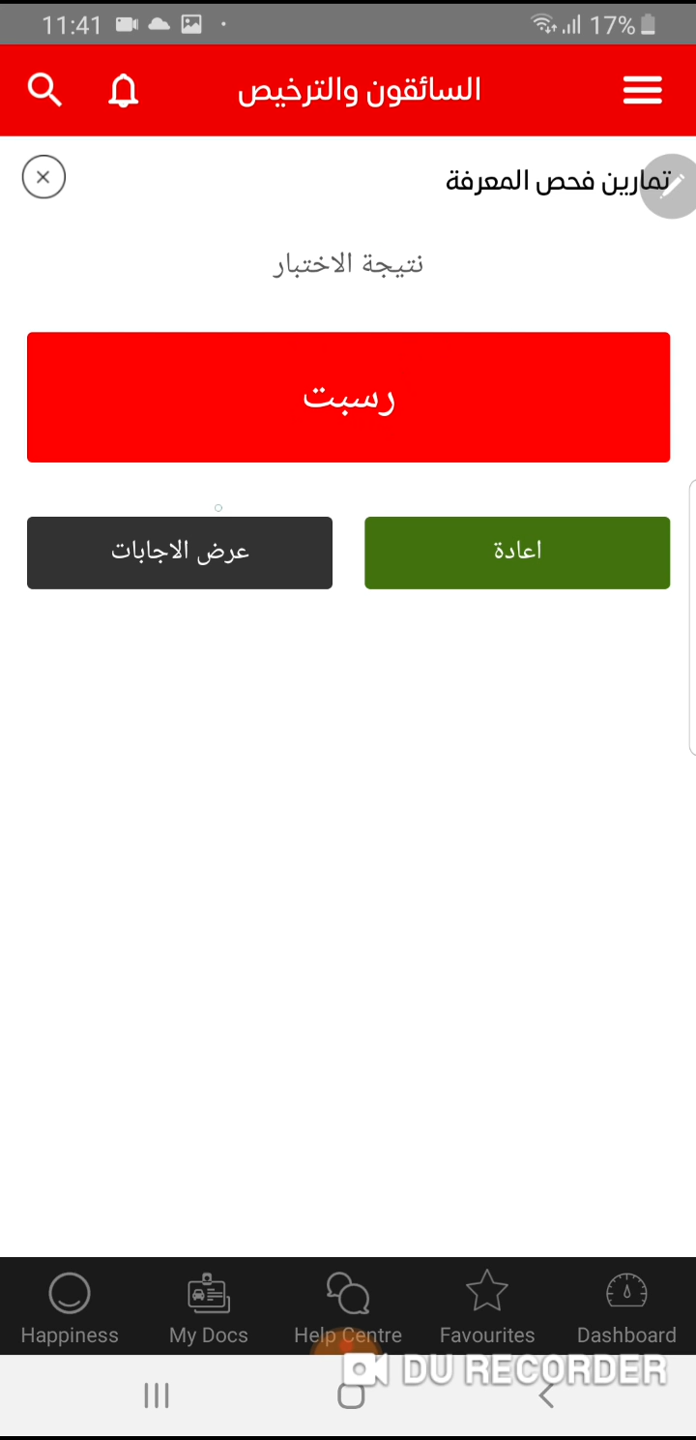 11:41
17%
السائقون والترخيص
تمارين فحص المعرفة
نتيجة الاختبار
رسبت
اعادة
عرض الاجابات
Happiness
My Docs
Help Centre
Favourites
Dashboard
DU RECORDER